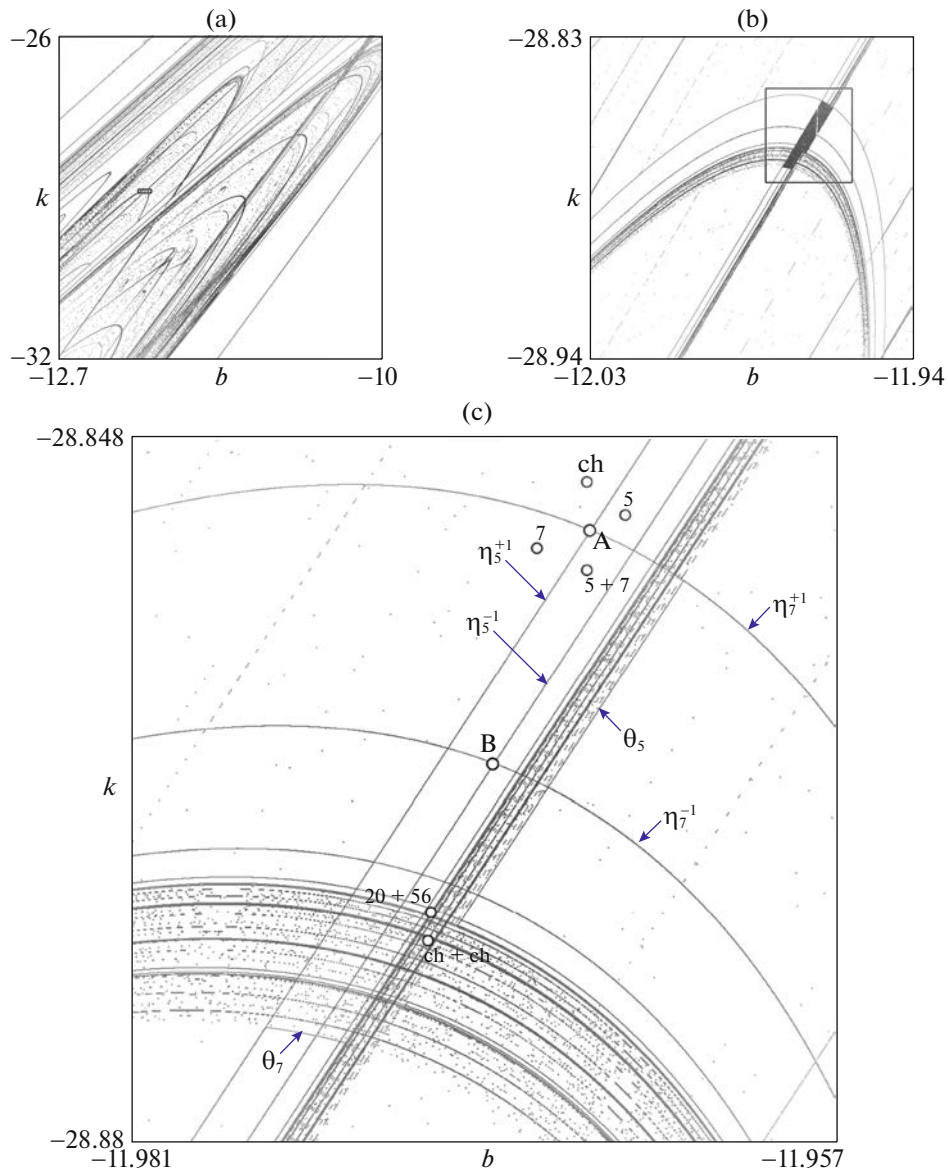 (a)
(b)
−26
k
−32
−12.7
b
−10
−28.83
k
−28.94
−12.03
b
−11.94
(c)
−28.848
ch
5
7
A
5 + 7
η₅⁺¹
η₅⁻¹
η₇⁺¹
θ₅
B
k
η₇⁻¹
20 + 56
ch + ch
θ₇
−28.88
−11.981
b
−11.957